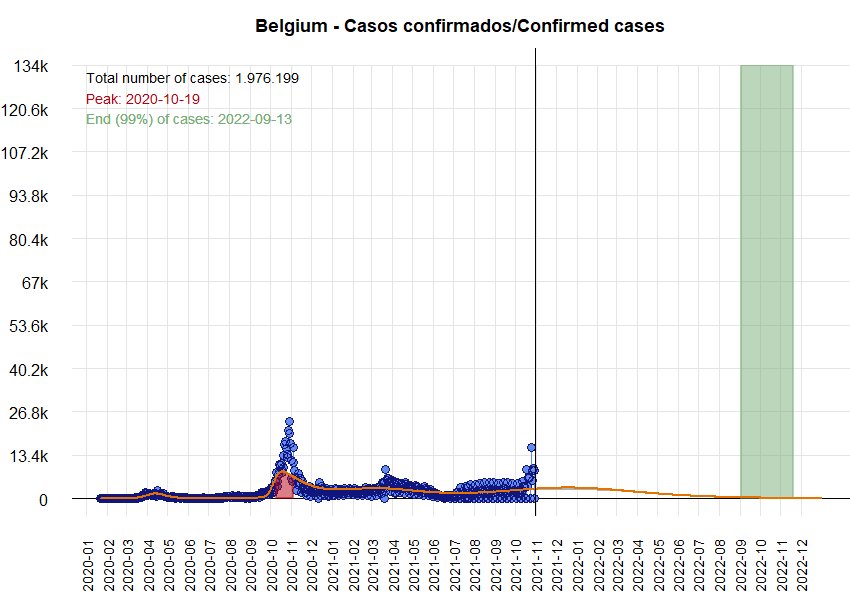 Belgium - Casos confirmados/Confirmed cases
Total number of cases: 1.976.199
Peak: 2020-10-19
End (99%) of cases: 2022-09-13
134k
120.6k
107.2k
93.8k
80.4k
67k
53.6k
40.2k
26.8k
13.4k
0
2020-01
2020-02
2020-03
2020-04
2020-05
2020-06
2020-07
2020-08
2020-09
2020-10
2020-11
2020-12
2021-01
2021-02
2021-03
2021-04
2021-05
2021-06
2021-07
2021-08
2021-09
2021-10
2021-11
2021-12
2022-01
2022-02
2022-03
2022-04
2022-05
2022-06
2022-07
2022-08
2022-09
2022-10
2022-11
2022-12